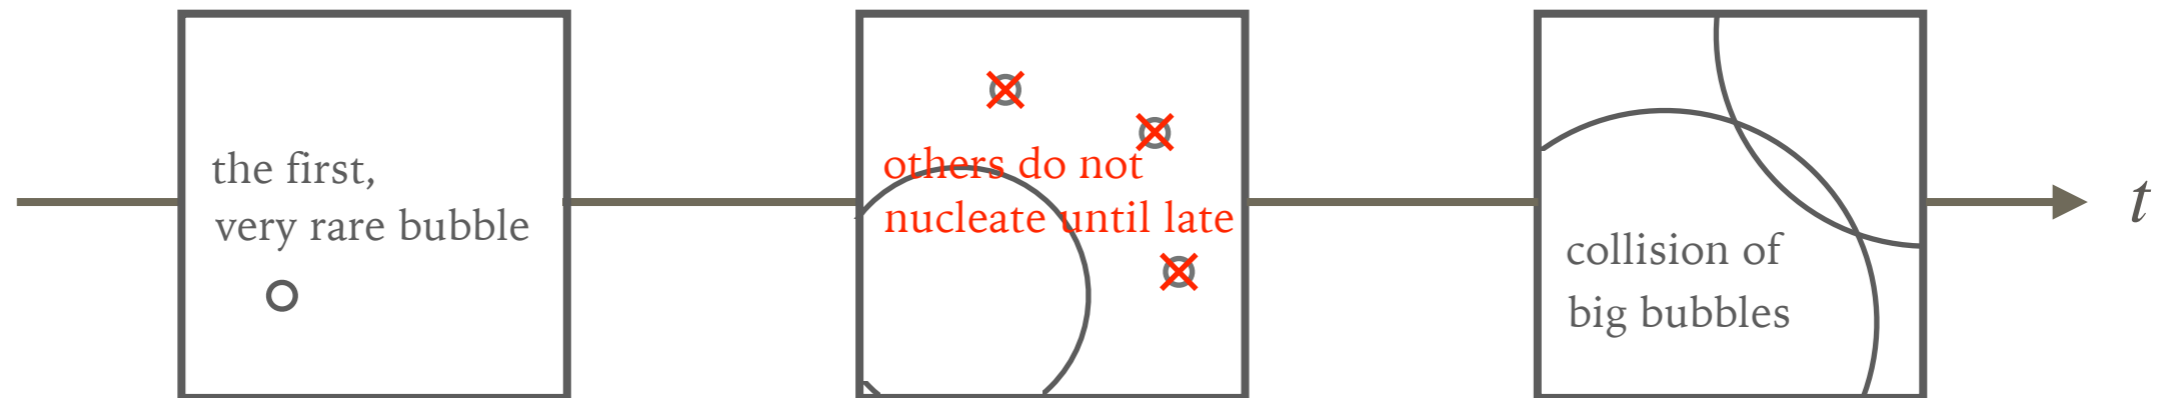 the first,
very rare bubble
others do not
nucleate until late
collision of
big bubbles
t